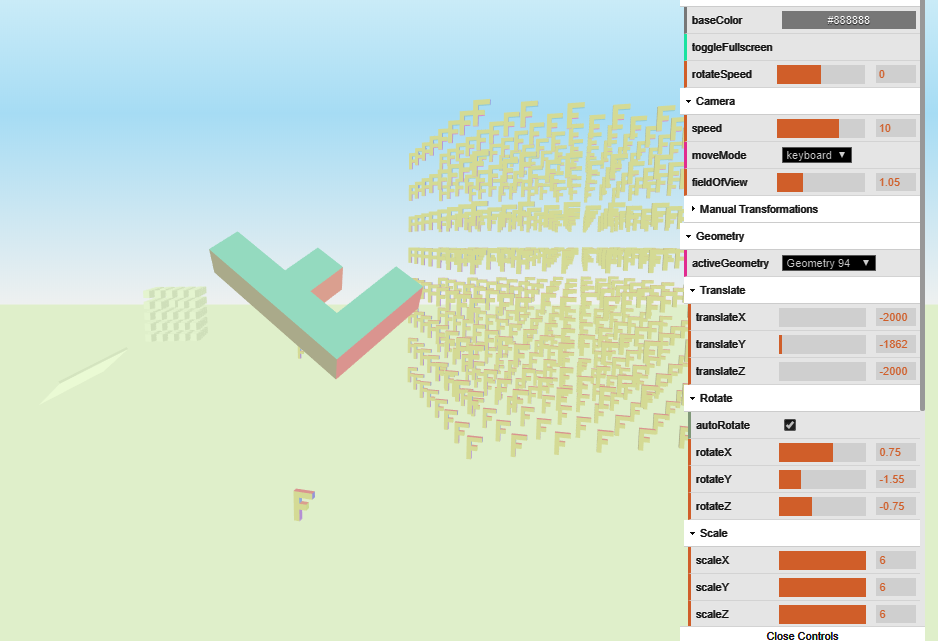 baseColor #888888
toggleFullscreen
rotateSpeed 0
Camera
speed 10
moveMode keyboard
fieldOfView 1.05
Manual Transformations
Geometry
activeGeometry Geometry 94
Translate
translateX -2000
translateY -1862
translateZ -2000
Rotate
autoRotate
rotateX 0.75
rotateY -1.55
rotateZ -0.75
Scale
scaleX 6
scaleY 6
scaleZ 6
Close Controls
F